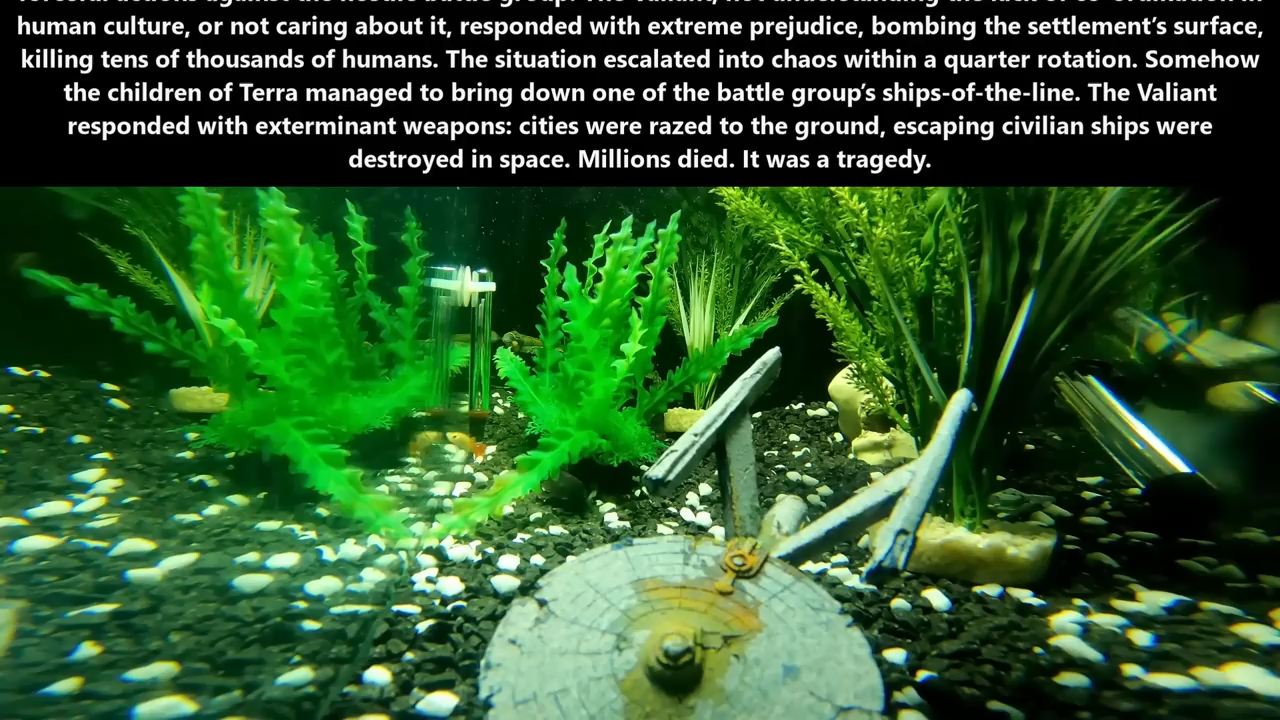 human culture, or not caring about it, responded with extreme prejudice, bombing the settlement’s surface,
killing tens of thousands of humans. The situation escalated into chaos within a quarter rotation. Somehow
the children of Terra managed to bring down one of the battle group’s ships-of-the-line. The Valiant
responded with exterminant weapons: cities were razed to the ground, escaping civilian ships were
destroyed in space. Millions died. It was a tragedy.